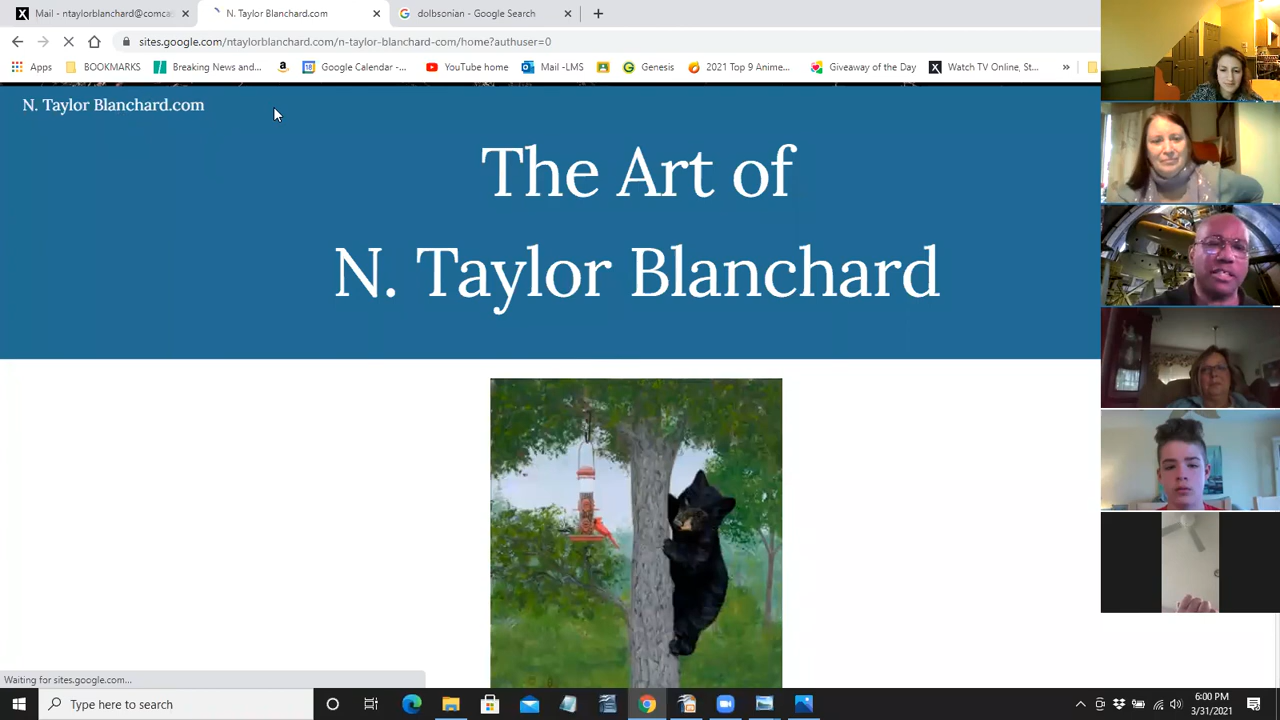 Mail - ntaylorblanchard@comca
N. Taylor Blanchard.com
dolbsonian - Google Search
sites.google.com/ntaylorblanchard.com/n-taylor-blanchard-com/home?authuser=0
Apps
BOOKMARKS
Breaking News and...
Google Calendar -...
YouTube home
Mail-LMS
Genesis
2021 Top 9 Anime...
Giveaway of the Day
Watch TV Online, St...
»
N. Taylor Blanchard.com
The Art of
N. Taylor Blanchard
Waiting for sites.google.com...
Type here to search
6:00 PM
3/31/2021